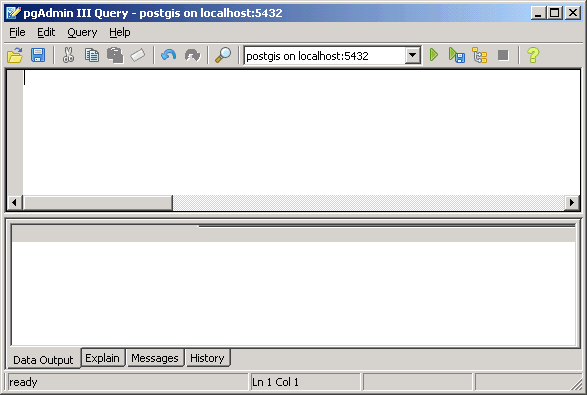 pgAdmin III Query - postgis on localhost:5432
File Edit Query Help
postgis on localhost:5432
?
Data Output Explain Messages History
ready Ln 1 Col 1